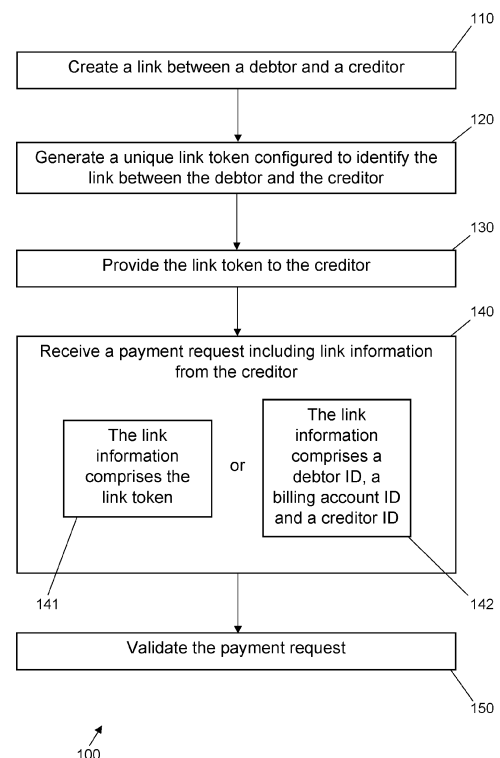 110
Create a link between a debtor and a creditor
120
Generate a unique link token configured to identify the
link between the debtor and the creditor
130
Provide the link token to the creditor
140
Receive a payment request including link information
from the creditor
The link
information
comprises the
link token
or
The link
information
comprises a
debtor ID, a
billing account ID
and a creditor ID
141
142
Validate the payment request
150
100